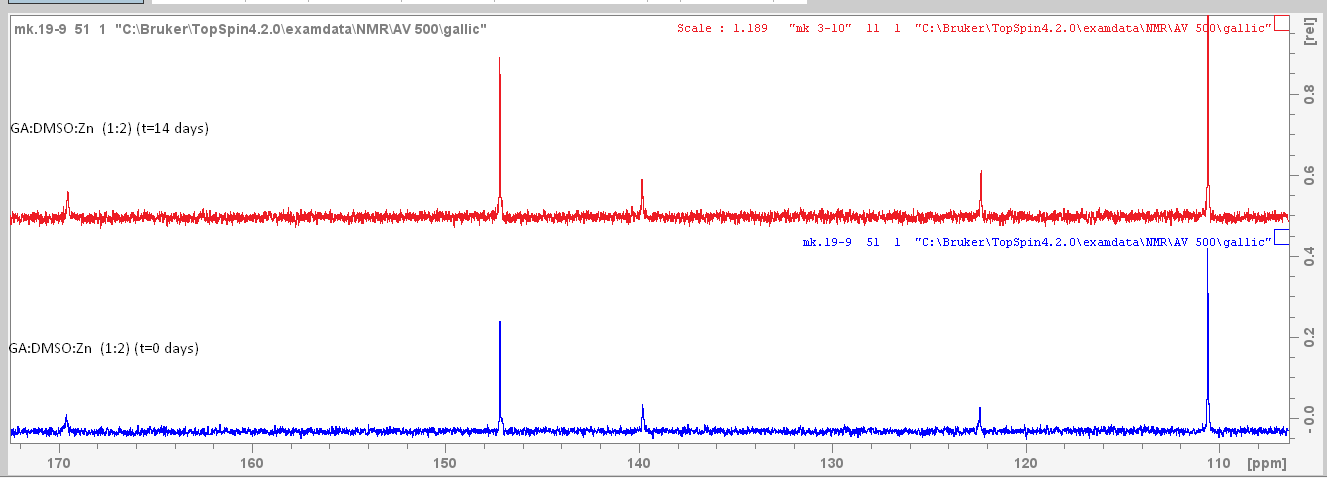 mk.19-9 51 1 "C:\Bruker\TopSpin4.2.0\examdata\NMR\AV 500\gallic"
Scale : 1.189 "mk 3-10" 11 1 "C:\Bruker\TopSpin4.2.0\examdata\NMR\AV 500\gallic"
[rel]
0.8
GA:DMSO:Zn (1:2) (t=14 days)
0.6
mk.19-9 51 1 "C:\Bruker\TopSpin4.2.0\examdata\NMR\AV 500\gallic"
0.4
0.2
GA:DMSO:Zn (1:2) (t=0 days)
- 0.0
170 160 150 140 130 120 110 [ppm]